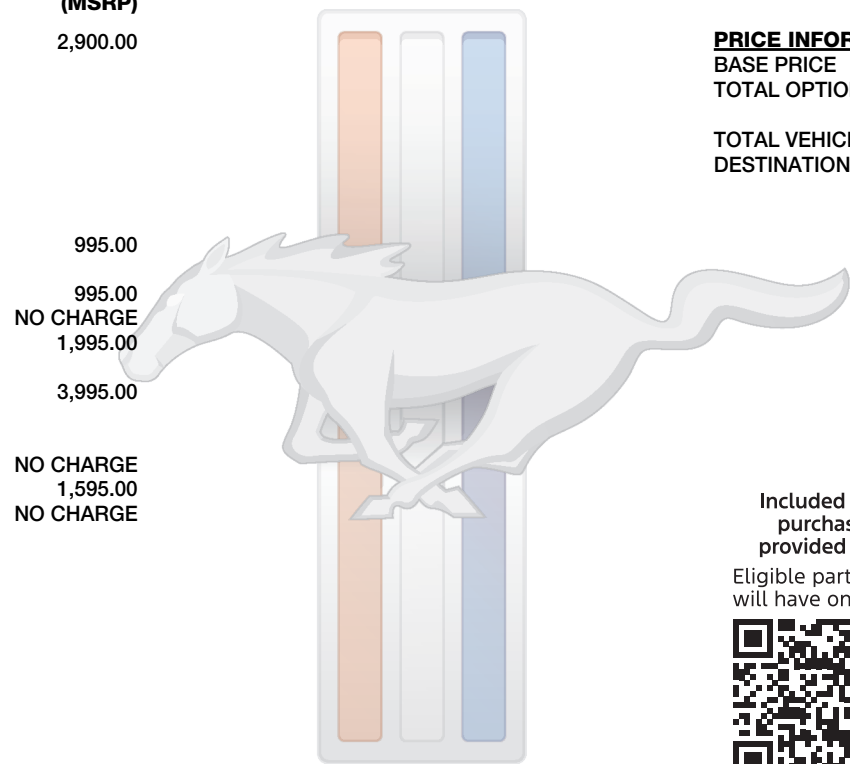 (MSRP)
2,900.00
995.00
995.00
NO CHARGE
1,995.00
3,995.00
NO CHARGE
1,595.00
NO CHARGE
PRICE INFOR
BASE PRICE
TOTAL OPTIO
TOTAL VEHIC
DESTINATION
Included
purchas
provided
Eligible part
will have on